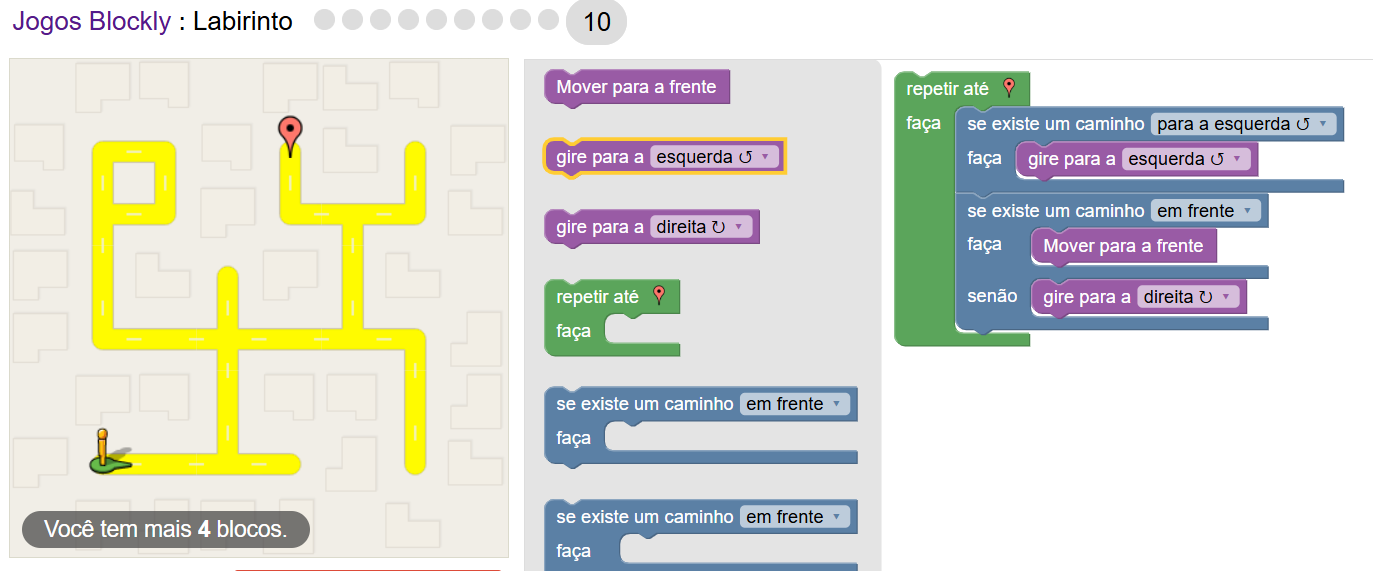 Jogos Blockly : Labirinto 10
Mover para a frente
gire para a esquerda ↺ ▾
gire para a direita ↻ ▾
repetir até
faça
se existe um caminho em frente ▾
faça
se existe um caminho em frente ▾
faça
repetir até
faça
se existe um caminho para a esquerda ↺ ▾
faça gire para a esquerda ↺ ▾
se existe um caminho em frente ▾
faça Mover para a frente
senão gire para a direita ↻ ▾
Você tem mais 4 blocos.